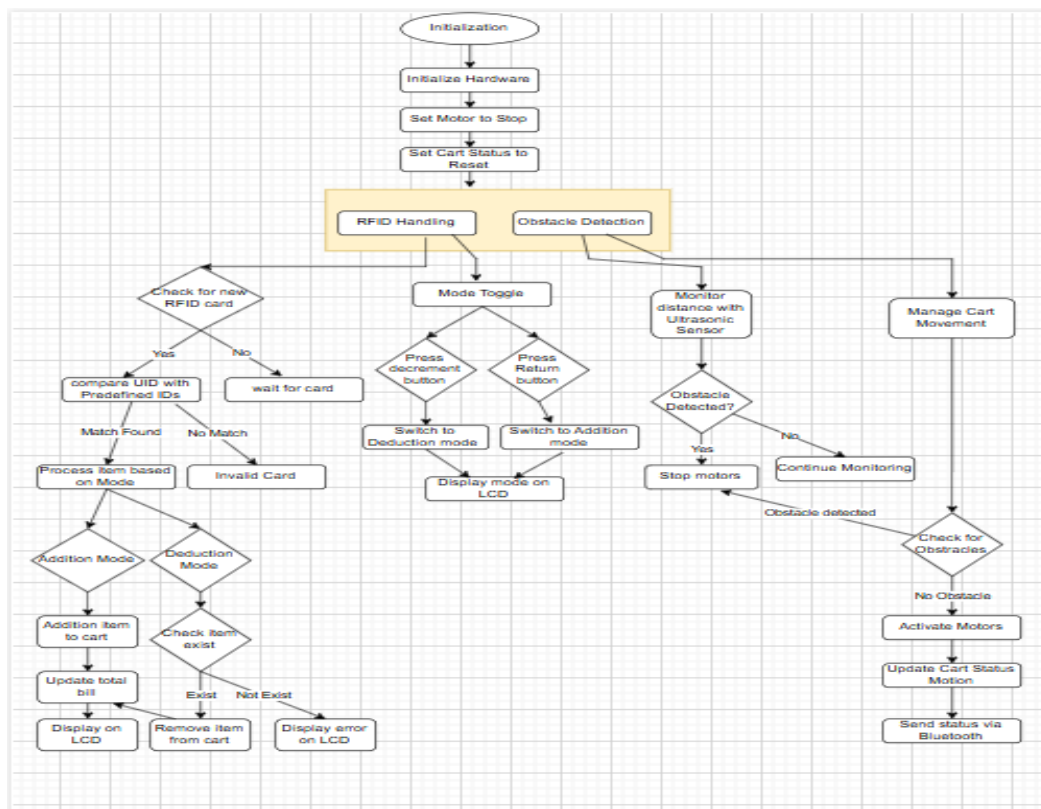 Initialization
Initialize Hardware
Set Motor to Stop
Set Cart Status to
Reset
RFID Handling
Obstacle Detection
Check for new
RFID card
Mode Toggle
Monitor
distance with
Ultrasonic
Sensor
Manage Cart
Movement
Yes
No
compare UID with
Predefined IDs
wait for card
Press
decrement
button
Press
Return
button
Obstacle
Detected?
Match Found
No Match
Switch to
Deduction mode
Switch to Addition
mode
Yes
No
Process item based
on Mode
Invalid Card
Display mode on
LCD
Stop motors
Continue Monitoring
Obstacle detected
Addition Mode
Deduction
Mode
Check for
Obstracles
No Obstacle
Addition item
to cart
Check item
exist
Activate Motors
Update total
bill
Exist
Not Exist
Update Cart Status
Motion
Display on
LCD
Remove item
from cart
Display error
on LCD
Send status via
Bluetooth